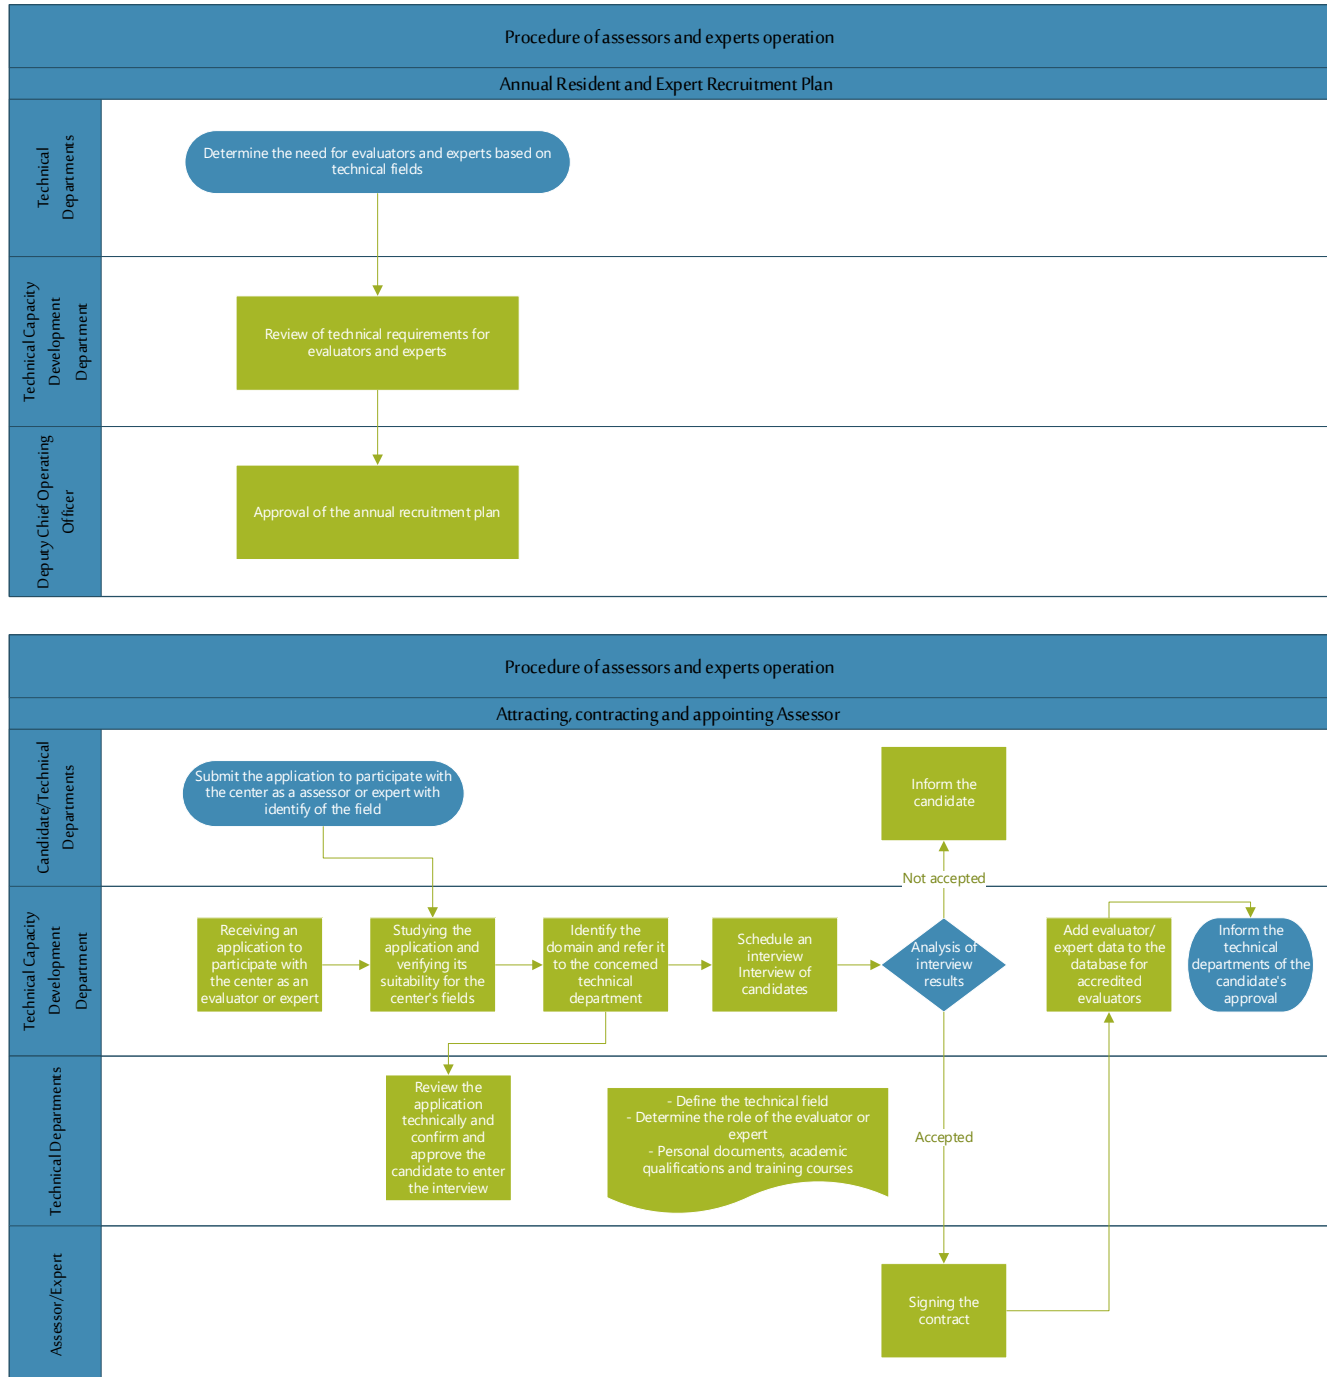 Procedure of assessors and experts operation
Annual Resident and Expert Recruitment Plan
Technical
Departments
Determine the need for evaluators and experts based on
technical fields
Technical Capacity
Development
Department
Review of technical requirements for
evaluators and experts
Deputy Chief Operating
Officer
Approval of the annual recruitment plan
Procedure of assessors and experts operation
Attracting, contracting and appointing Assessor
Candidate/Technical
Departments
Submit the application to participate with
the center as a assessor or expert with
identify of the field
Inform the
candidate
Not accepted
Technical Capacity
Development
Department
Receiving an
application to
participate with
the center as an
evaluator or expert
Studying the
application and
verifying its
suitability for the
center's fields
Identify the
domain and refer it
to the concerned
technical
department
Schedule an
interview
Interview of
candidates
Analysis of
interview
results
Add evaluator/
expert data to the
database for
accredited
evaluators
Inform the
technical
departments of the
candidate's
approval
Technical Departments
Review the
application
technically and
confirm and
approve the
candidate to enter
the interview
- Define the technical field
- Determine the role of the evaluator or
expert
- Personal documents, academic
qualifications and training courses
Accepted
Assessor/Expert
Signing the
contract